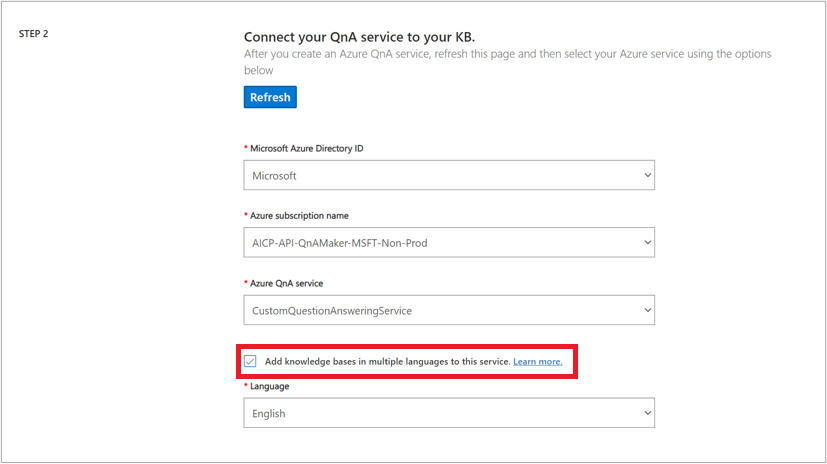 STEP 2
Connect your QnA service to your KB.
After you create an Azure QnA service, refresh this page and then select your Azure service using the options
below
Refresh
* Microsoft Azure Directory ID
Microsoft
* Azure subscription name
AICP-API-QnAMaker-MSFT-Non-Prod
* Azure QnA service
CustomQuestionAnsweringService
Add knowledge bases in multiple languages to this service. Learn more.
* Language
English